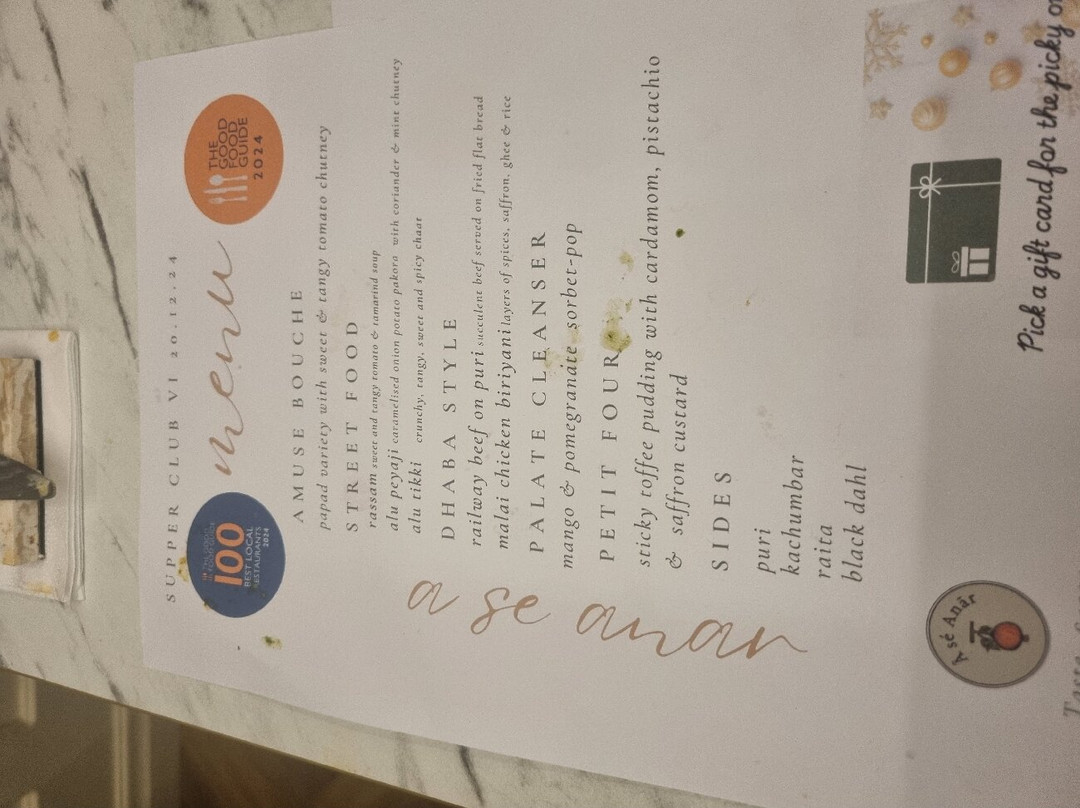 SUPPER CLUB VI 20.12.24
100
BEST LOCAL
RESTAURANTS
2024
menu
THE
GOOD
FOOD
GUIDE
2024
AMUSE BOUCHE
papad variety with sweet & tangy tomato chutney
STREET FOOD
rassam sweet and tangy tomato & tamarind soup
alu peyaji caramelised onion potato pakora with coriander & mint chutney
alu tikki crunchy, tangy, sweet and spicy chaat
DHABA STYLE
railway beef on puri succulent beef served on fried flat bread
malai chicken biriyani layers of spices, saffron, ghee & rice
PALATE CLEANSER
mango & pomegranate sorbet-pop
PETIT FOUR
sticky toffee pudding with cardamom, pistachio
& saffron custard
SIDES
puri
kachumbar
raita
black dahl
a se anar
A sé Anâr
Pick a gift card for the picky